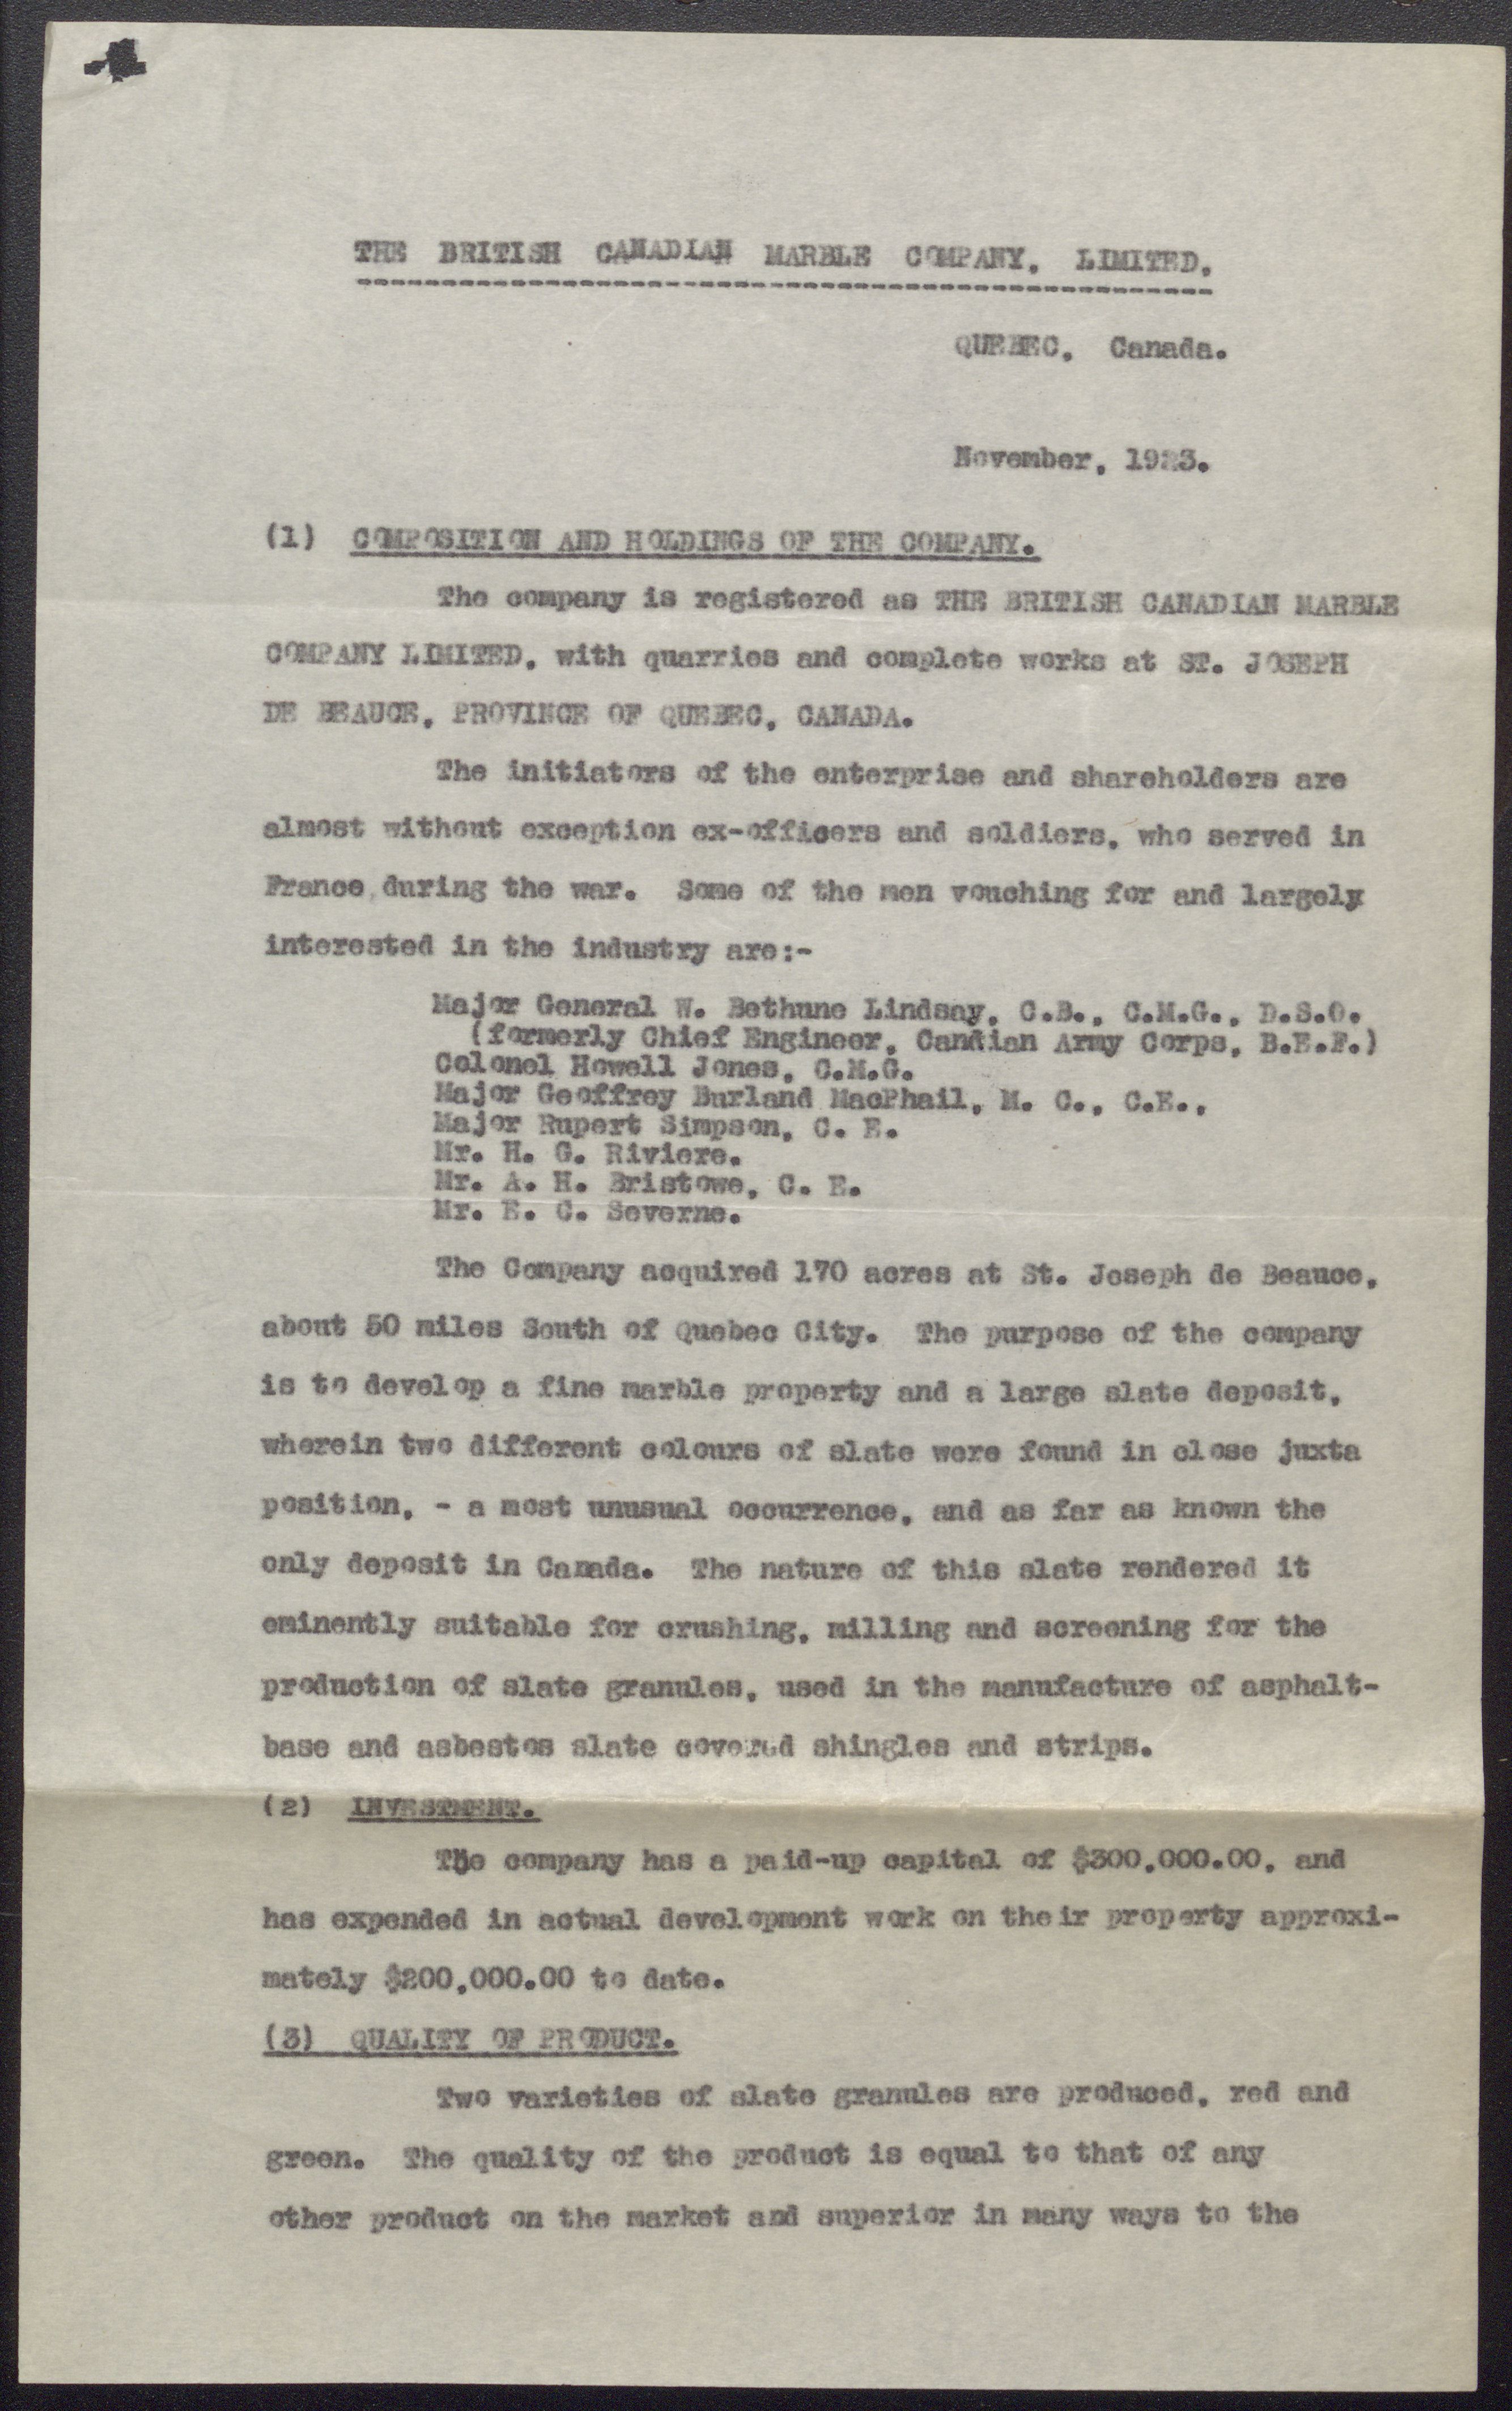 THE BRITISH CANADIAN MARBLE COMPANY, LIMITED,
QUEBEC, Canada.
November, 1923.
(1) COMPOSITION AND HOLDINGS OF THE COMPANY.
The company is registered as THE BRITISH CANADIAN MARBLE
COMPANY LIMITED, with quarries and complete works at ST. JOSEPH
DE BEAUCE, PROVINCE OF QUEBEC, CANADA.
The initiators of the enterprise and shareholders are
almost without exception ex-officers and soldiers, who served in
France, during the war. Some of the men vouching for and largely
interested in the industry are:-
Major General W. Bethune Lindsay, C.B., C.M.G., D.S.O.
(formerly Chief Engineer, Candian Army Corps, B.E.F.)
Colonel Howell Jones, C.M.G.
Major Geoffrey Burland MacPhail, M. C., C.E.,
Major Rupert Simpson, C. E.
Mr. H. G. Riviere.
Mr. A. H. Bristowe, C. E.
Mr. E. C. Severne.
The Company acquired 170 acres at St. Joseph de Beauce,
about 50 miles South of Quebec City. The purpose of the company
is to develop a fine marble property and a large slate deposit,
wherein two different colours of slate were found in close juxta
position, - a most unusual occurrence, and as far as known the
only deposit in Canada. The nature of this slate rendered it
eminently suitable for crushing, milling and screening for the
production of slate granules, used in the manufacture of asphalt-
base and asbestos slate covered shingles and strips.
(2) INVESTMENT.
The company has a paid-up capital of $300,000.00, and
has expended in actual development work on their property approxi-
mately $200,000.00 to date.
(3) QUALITY OF PRODUCT.
Two varieties of slate granules are produced, red and
green. The quality of the product is equal to that of any
other product on the market and superior in many ways to the